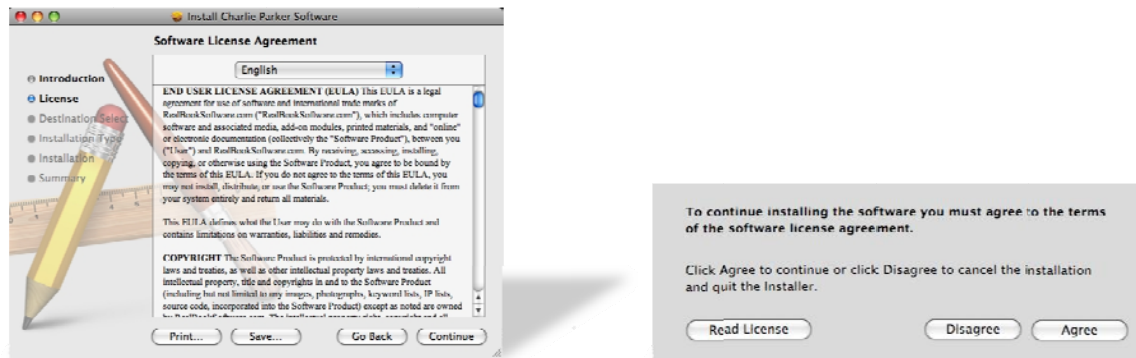 Install Charlie Parker Software
Software License Agreement
English
Introduction
License
Destination Select
Installation Type
Installation
Summary
END USER LICENSE AGREEMENT (EULA) This EULA is a legal
agreement for use of software and international trade marks of
RealBookSoftware.com ("RealBookSoftware.com"), which includes computer
software and associated media, add-on modules, printed materials, and "online"
or electronic documentation (collectively the "Software Product"), between you
("User") and RealBookSoftware.com. By receiving, accessing, installing,
copying, or otherwise using the Software Product, you agree to be bound by
the terms of this EULA. If you do not agree to the terms of this EULA, you
may not install, distribute, or use the Software Product; you must delete it from
your system entirely and return all materials.
This EULA defines what the User may do with the Software Product and
contains limitations on warranties, liabilities and remedies.
COPYRIGHT The Software Product is protected by international copyright
laws and treaties, as well as other intellectual property laws and treaties. All
intellectual property, title and copyrights in and to the Software Product
(including but not limited to any images, photographs, keyword lists, IP lists,
source code, incorporated into the Software Product) except as noted are owned
by RealBookSoftware.com. The intellectual property right, copyright and all
Print... Save... Go Back Continue
To continue installing the software you must agree to the terms
of the software license agreement.
Click Agree to continue or click Disagree to cancel the installation
and quit the Installer.
Read License Disagree Agree